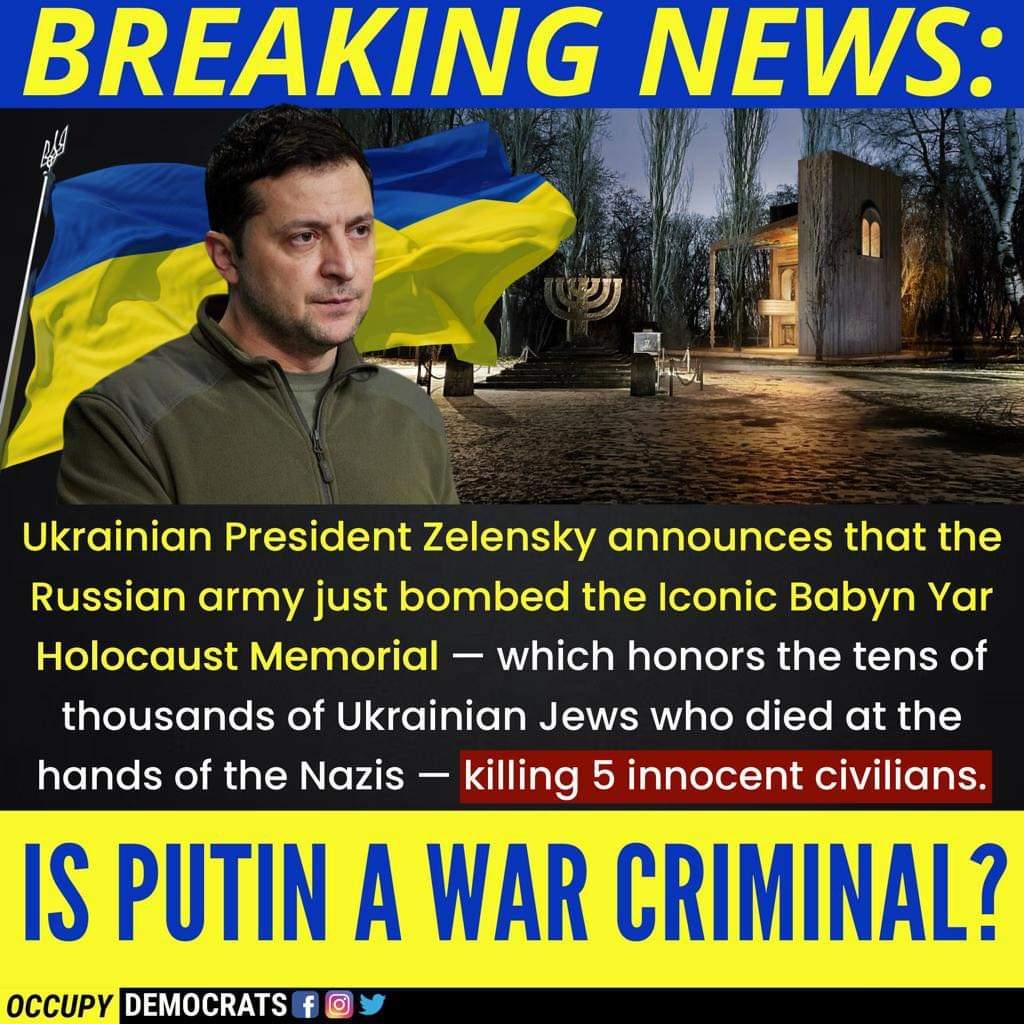 BREAKING NEWS:
Ukrainian President Zelensky announces that the
Russian army just bombed the Iconic Babyn Yar
Holocaust Memorial — which honors the tens of
thousands of Ukrainian Jews who died at the
hands of the Nazis — killing 5 innocent civilians.
IS PUTIN A WAR CRIMINAL?
OCCUPY DEMOCRATS